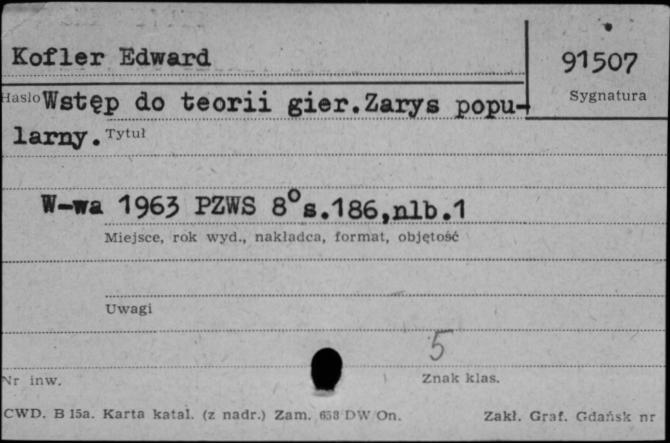 Kofler Edward
91507
Sygnatura
Hasło Wstęp do teorii gier.Zarys popu-
larny. Tytuł
W-wa 1963 PZWS 8° s.186,nlb.1
Miejsce, rok wyd., nakładca, format, objętość
Uwagi
5
Nr inw.
Znak klas.
CWD. B 15a. Karta katal. (z nadr.) Zam. 658 DW On.
Zakł. Graf. Gdańsk nr